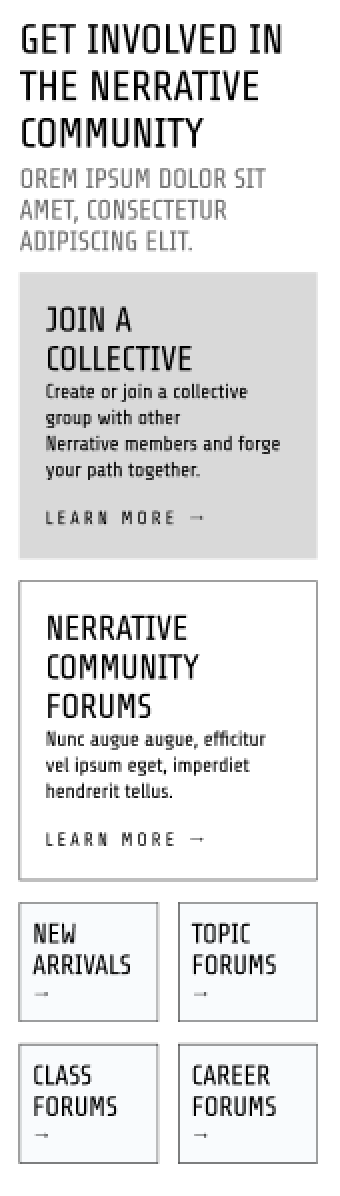 GET INVOLVED IN
THE NERRATIVE
COMMUNITY
OREM IPSUM DOLOR SIT
AMET, CONSECTETUR
ADIPISCING ELIT.
JOIN A
COLLECTIVE
Create or join a collective
group with other
Nerrative members and forge
your path together.
LEARN MORE →
NERRATIVE
COMMUNITY
FORUMS
Nunc augue augue, efficitur
vel ipsum eget, imperdiet
hendrerit tellus.
LEARN MORE →
NEW
ARRIVALS
→
TOPIC
FORUMS
→
CLASS
FORUMS
→
CAREER
FORUMS
→